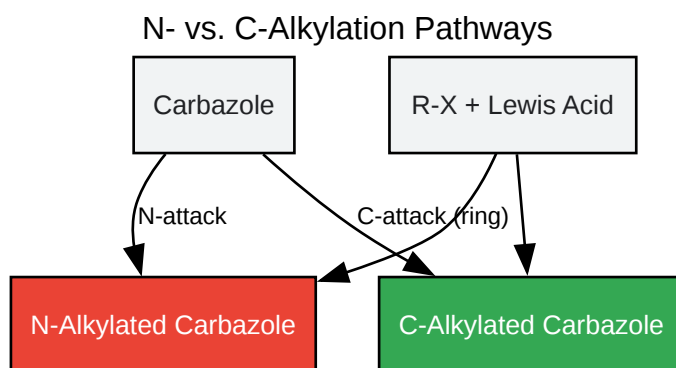 N- vs. C-Alkylation Pathways
Carbazole
R-X + Lewis Acid
N-attack
C-attack (ring)
N-Alkylated Carbazole
C-Alkylated Carbazole